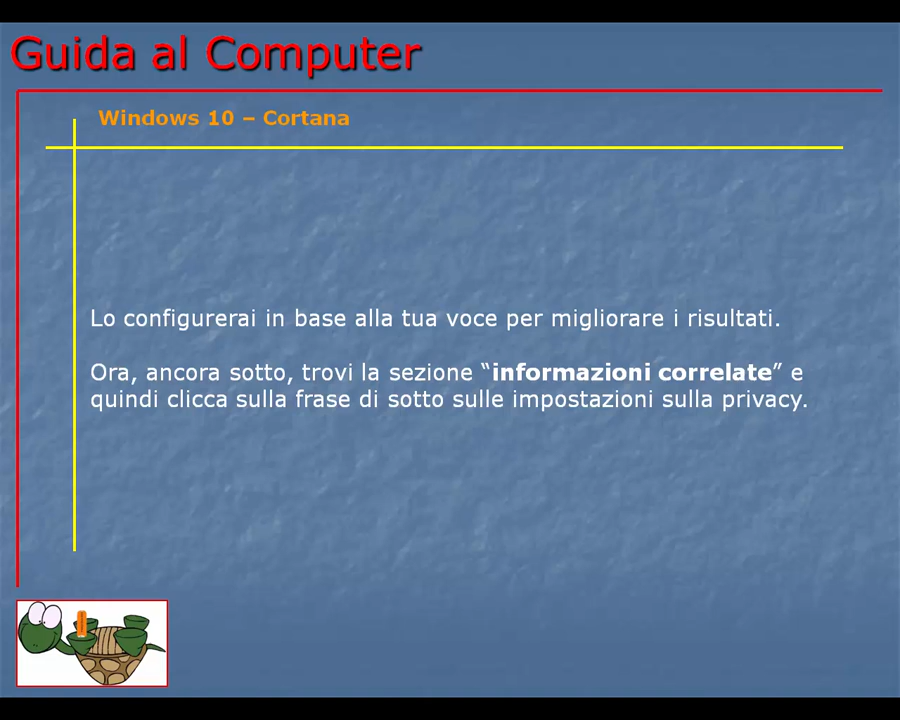 Guida al Computer
Windows 10 – Cortana
Lo configurerai in base alla tua voce per migliorare i risultati.
Ora, ancora sotto, trovi la sezione “informazioni correlate” e
quindi clicca sulla frase di sotto sulle impostazioni sulla privacy.